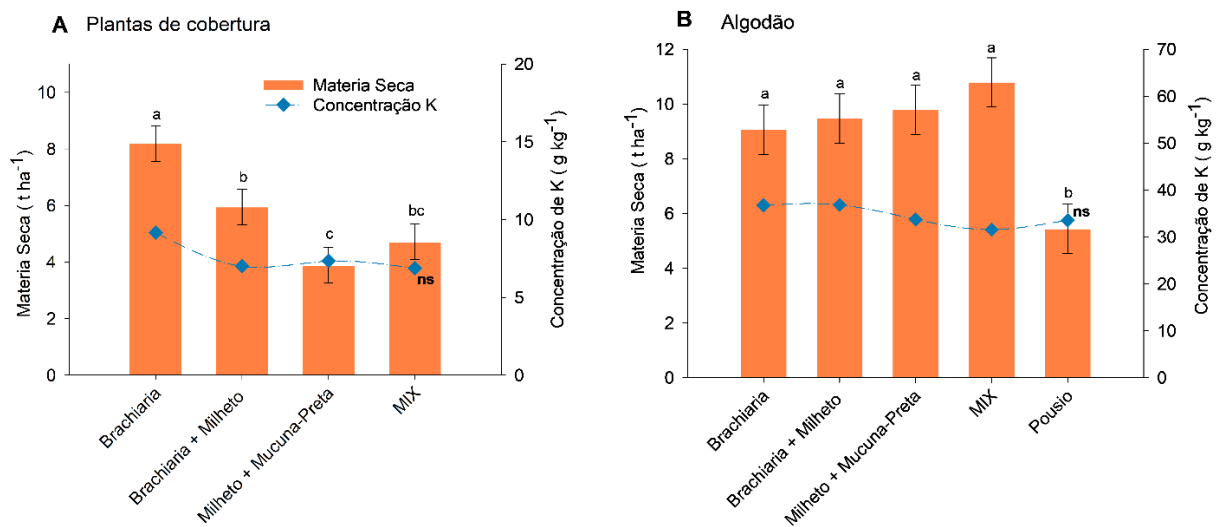 A Plantas de cobertura
Materia Seca
Concentração K
Materia Seca ( t ha⁻¹ )
10
8
6
4
2
0
a
b
c
bc
ns
20
15
10
5
0
Concentração de K ( g kg⁻¹ )
Brachiaria
Brachiaria + Milheto
Milheto + Mucuna-Preta
MIX
B Algodão
Materia Seca ( t ha⁻¹ )
12
10
8
6
4
2
0
a
a
a
a
b
ns
70
60
50
40
30
20
10
0
Concentração de K ( g kg⁻¹ )
Brachiaria
Brachiaria + Milheto
Milheto + Mucuna-Preta
MIX
Pousio